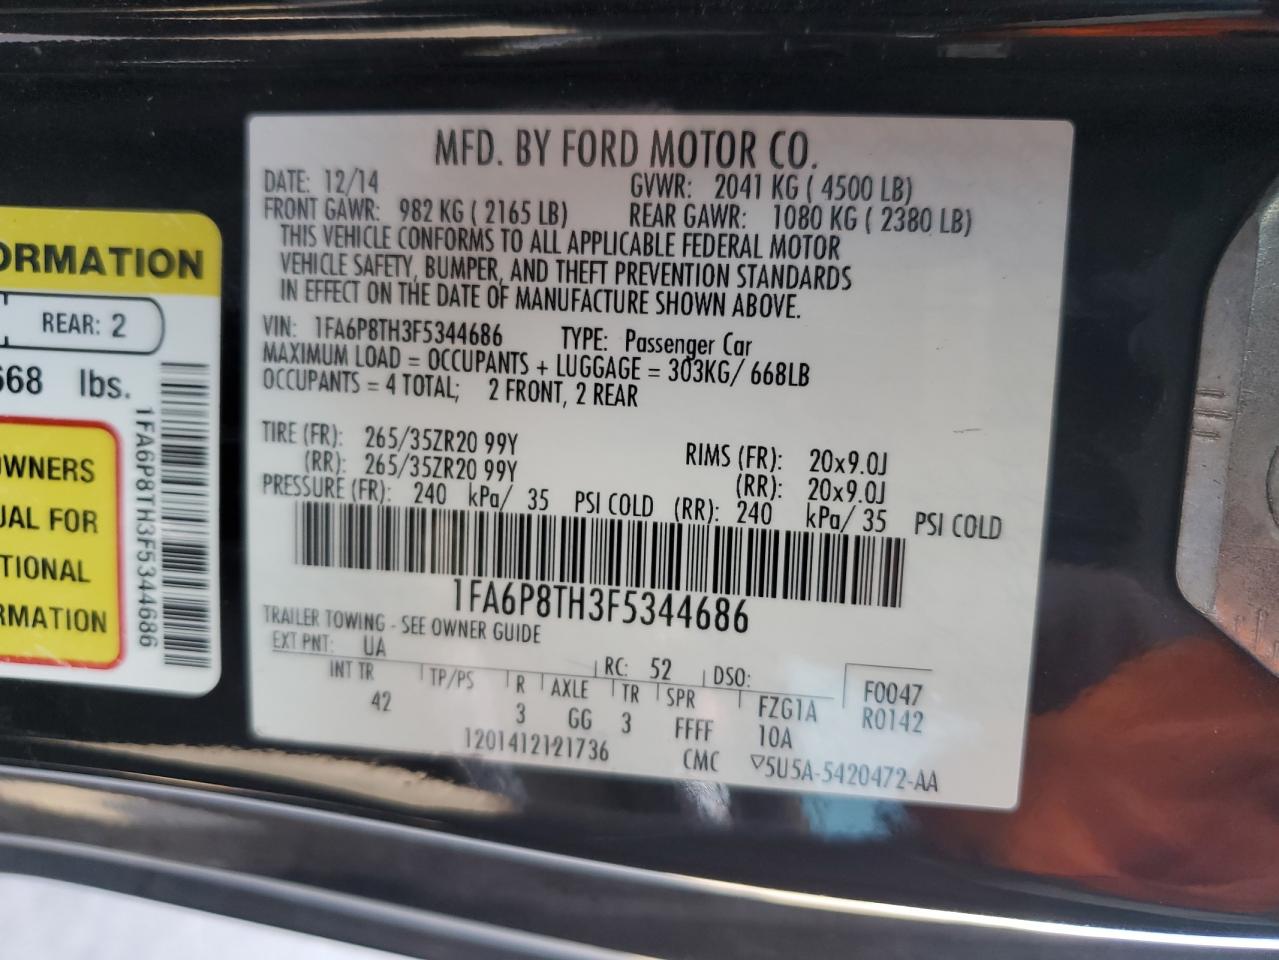 MFD. BY FORD MOTOR CO.
DATE: 12/14 GVWR: 2041 KG ( 4500 LB)
FRONT GAWR: 982 KG ( 2165 LB) REAR GAWR: 1080 KG ( 2380 LB)
THIS VEHICLE CONFORMS TO ALL APPLICABLE FEDERAL MOTOR
VEHICLE SAFETY, BUMPER, AND THEFT PREVENTION STANDARDS
IN EFFECT ON THE DATE OF MANUFACTURE SHOWN ABOVE.
VIN: 1FA6P8TH3F5344686 TYPE: Passenger Car
MAXIMUM LOAD = OCCUPANTS + LUGGAGE = 303KG/ 668LB
OCCUPANTS = 4 TOTAL; 2 FRONT, 2 REAR
TIRE (FR): 265/35ZR20 99Y RIMS (FR): 20x9.0J
(RR): 265/35ZR20 99Y (RR): 20x9.0J
PRESSURE (FR): 240 kPa/ 35 PSI COLD (RR): 240 kPa/ 35 PSI COLD
1FA6P8TH3F5344686
TRAILER TOWING - SEE OWNER GUIDE
EXT PNT: UA RC: 52 DSO:
INT TR TP/PS R AXLE TR SPR FZG1A F0047
42 3 GG 3 FFFF 10A R0142
1201412121736 CMC ▽5U5A-5420472-AA
ORMATION
REAR: 2
668 lbs.
OWNERS
UAL FOR
TIONAL
RMATION
1FA6P8TH3F5344686